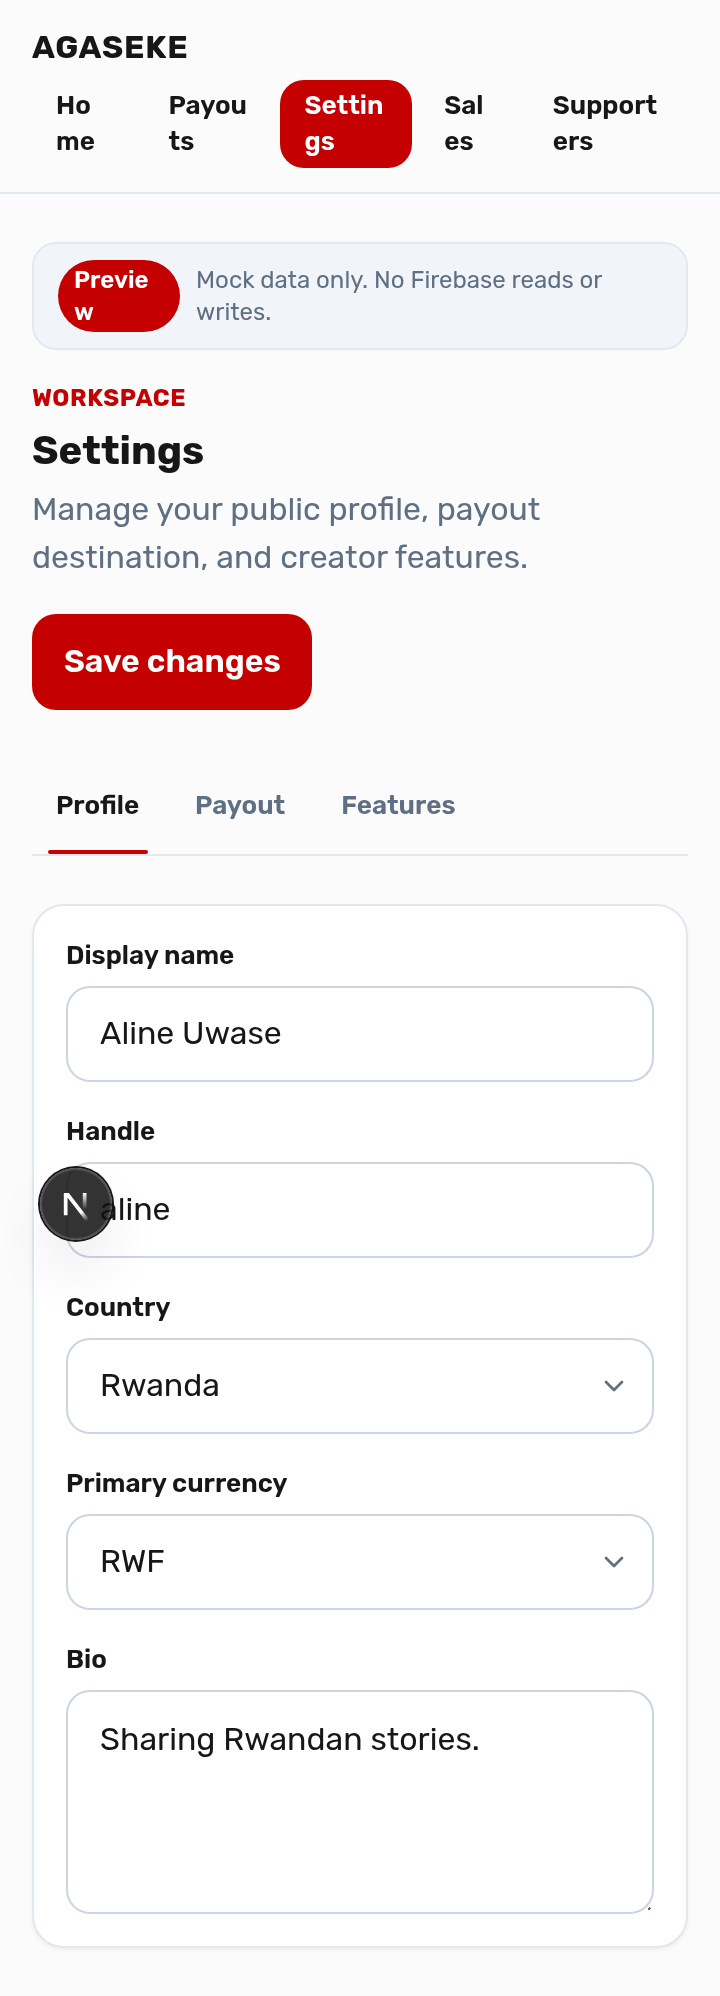 AGASEKE
Ho
me
Payou
ts
Settin
gs
Sal
es
Support
ers
Previe
w
Mock data only. No Firebase reads or
writes.
WORKSPACE
Settings
Manage your public profile, payout
destination, and creator features.
Save changes
Profile
Payout
Features
Display name
Aline Uwase
Handle
N
aline
Country
Rwanda
Primary currency
RWF
Bio
Sharing Rwandan stories.